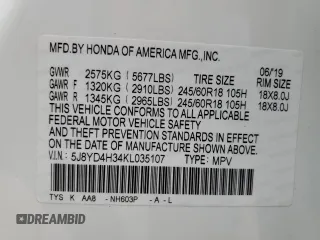 MFD.BY HONDA OF AMERICA MFG.,INC.
GVWR 2575KG (5677LBS) TIRE SIZE 06/19 RIM SIZE
GAWR F 1320KG (2910LBS) 245/60R18 105H 18X8.0J
GAWR R 1345KG (2965LBS) 245/60R18 105H 18X8.0J
THIS VEHICLE CONFORMS TO ALL APPLICABLE
FEDERAL MOTOR VEHICLE SAFETY
AND THEFT PREVENTION STANDARDS IN EFFECT
ON THE DATE OF MANUFACTURE SHOWN ABOVE.
V.I.N.: 5J8YD4H34KL035107 TYPE: MPV
TYS K AA8 - NH603P - A - L
DREAMBID